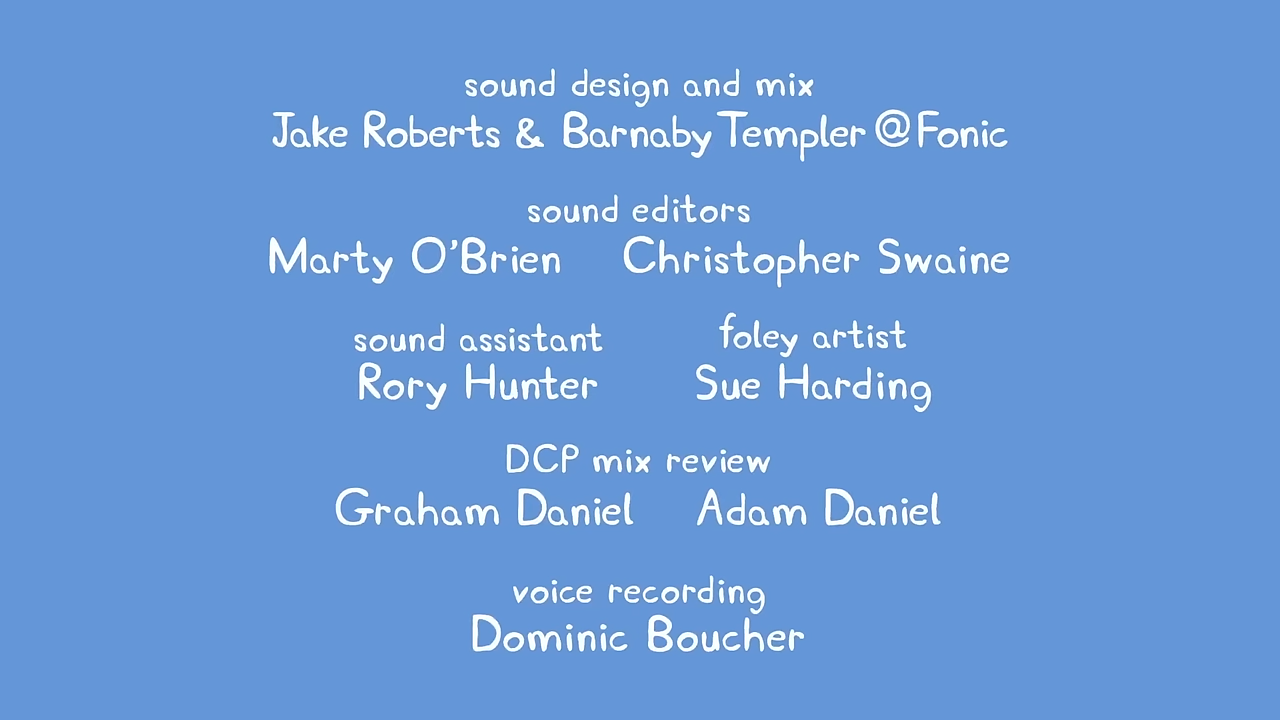 sound design and mix
Jake Roberts & Barnaby Templer @Fonic
sound editors
Marty O'Brien Christopher Swaine
sound assistant foley artist
Rory Hunter Sue Harding
DCP mix review
Graham Daniel Adam Daniel
voice recording
Dominic Boucher